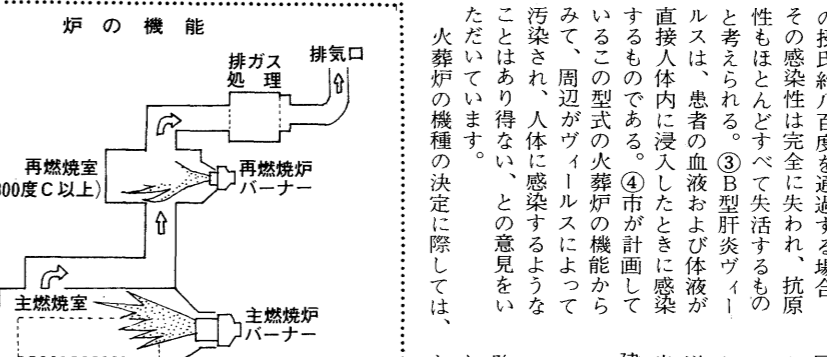 炉の機能
排気口
排ガス
処理
再燃焼室
00度C以上)
再燃焼炉
バーナー
主燃焼室
主燃焼炉
バーナー
の摂氏約八百度を通過する場合
その感染性は完全に失われ、抗原
性もほとんどすべて失活するもの
と考えられる。③B型肝炎ヴィー
ルスは、患者の血液および体液が
直接人体内に浸入したときに感染
するものである。④市が計画して
いるこの型式の火葬炉の機能から
みて、周辺がヴィールスによって
汚染され、人体に感染するような
ことはあり得ない、との意見をい
ただいています。
火葬炉の機種の決定に際しては、